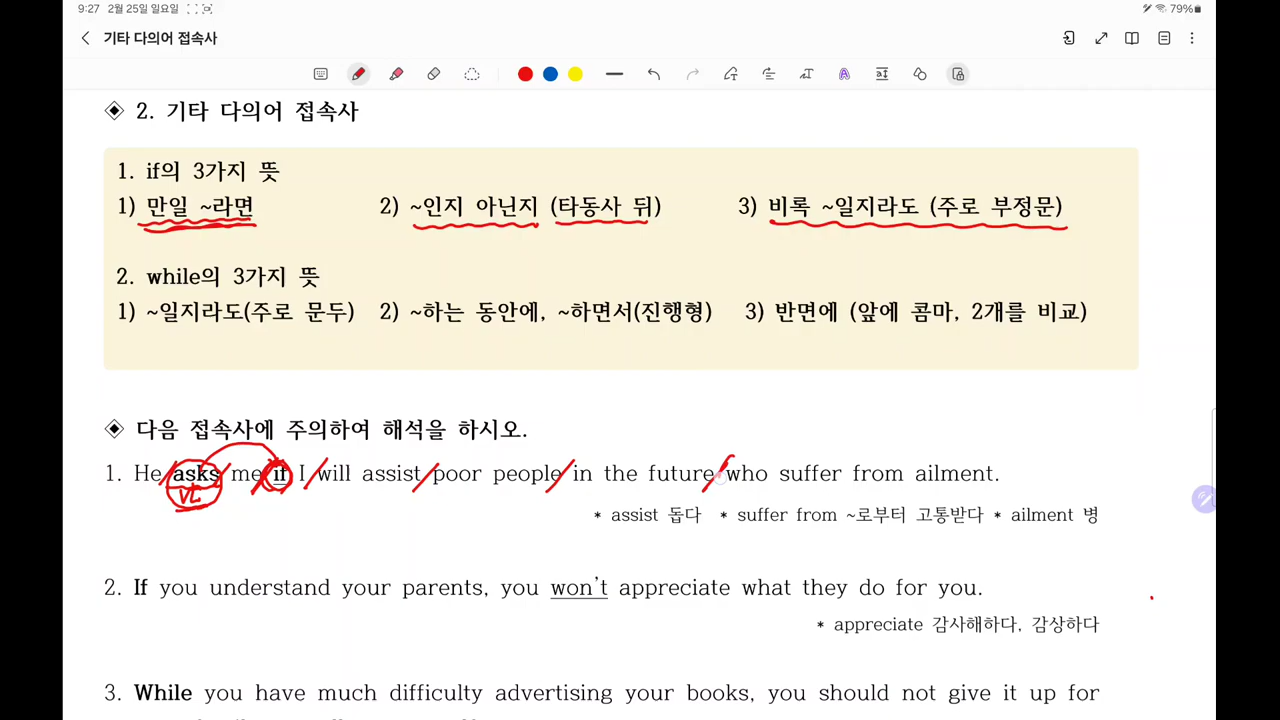 9:27 2월 25일 일요일 79%
기타 다의어 접속사
◈ 2. 기타 다의어 접속사
1. if의 3가지 뜻
1) 만일 ~라면 2) ~인지 아닌지 (타동사 뒤) 3) 비록 ~일지라도 (주로 부정문)
2. while의 3가지 뜻
1) ~일지라도(주로 문두) 2) ~하는 동안에, ~하면서(진행형) 3) 반면에 (앞에 콤마, 2개를 비교)
◈ 다음 접속사에 주의하여 해석을 하시오.
1. He asks me if I will assist poor people in the future who suffer from ailment.
vt
* assist 돕다 * suffer from ~로부터 고통받다 * ailment 병
2. If you understand your parents, you won't appreciate what they do for you.
* appreciate 감사해하다, 감상하다
3. While you have much difficulty advertising your books, you should not give it up for